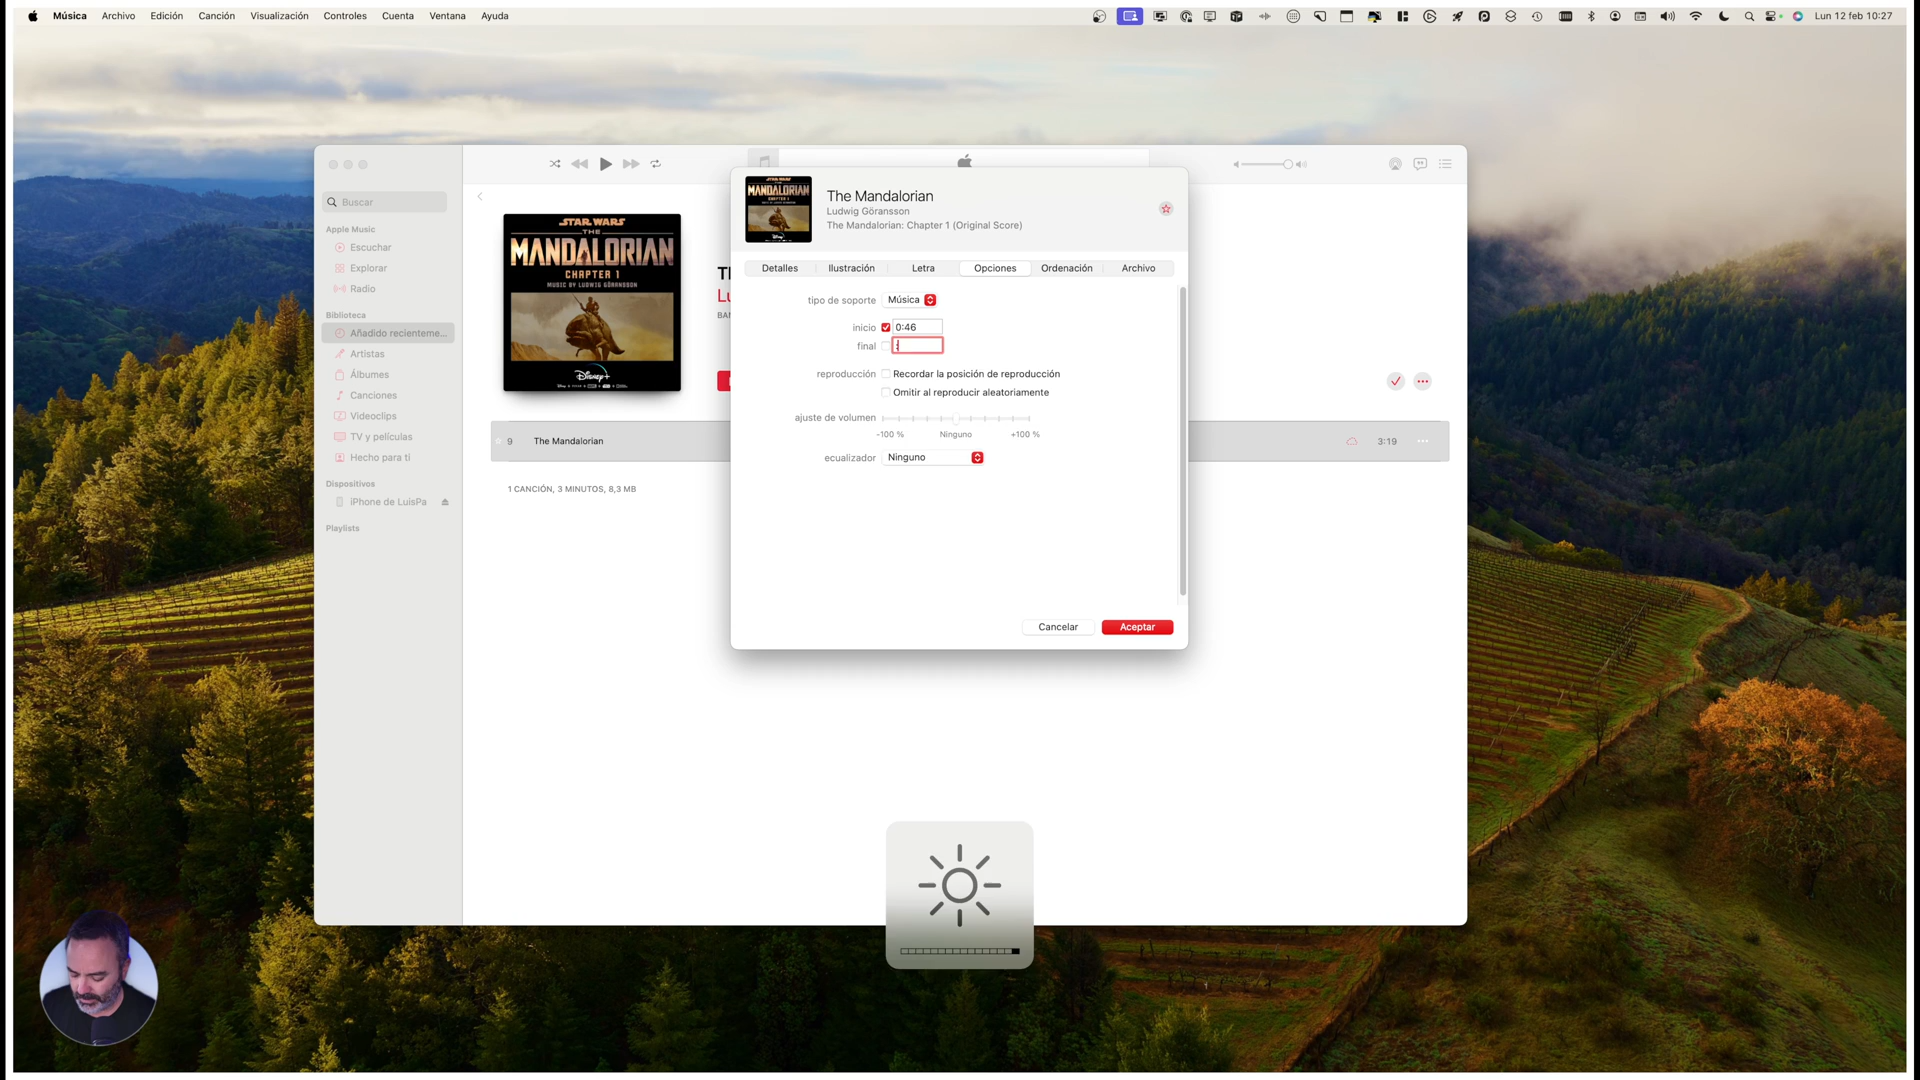 Música Archivo Edición Canción Visualización Controles Cuenta Ventana Ayuda Lun 12 feb 10:27
Buscar
Apple Music
Escuchar
Explorar
Radio
Biblioteca
Añadido recienteme...
Artistas
Álbumes
Canciones
Videoclips
TV y películas
Hecho para ti
Dispositivos
iPhone de LuisPa
Playlists
STAR WARS
THE
MANDALORIAN
CHAPTER 1
MUSIC BY LUDWIG GÖRANSSON
Disney+
9 The Mandalorian 3:19
1 CANCIÓN, 3 MINUTOS, 8,3 MB
MANDALORIAN
The Mandalorian
Ludwig Göransson
The Mandalorian: Chapter 1 (Original Score)
Detalles Ilustración Letra Opciones Ordenación Archivo
tipo de soporte Música
inicio 0:46
final
reproducción Recordar la posición de reproducción
Omitir al reproducir aleatoriamente
ajuste de volumen
-100 % Ninguno +100 %
ecualizador Ninguno
Cancelar Aceptar